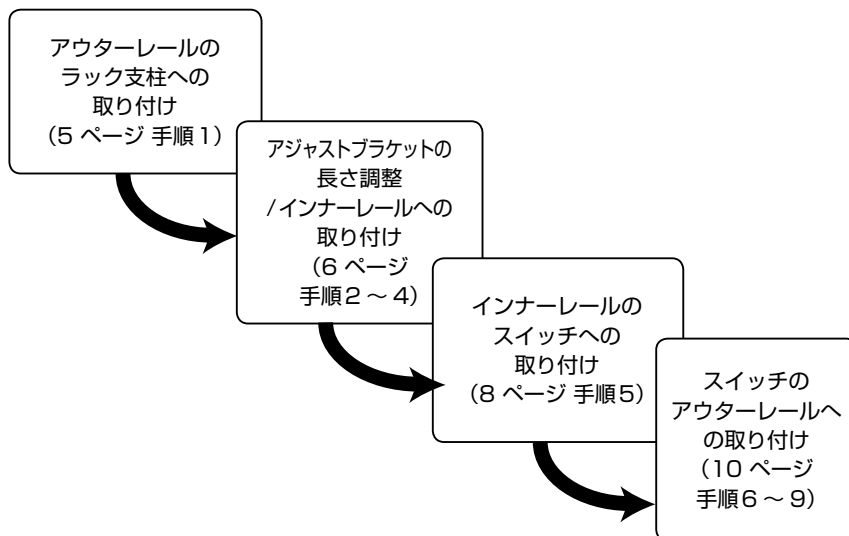 アウターレールの
ラック支柱への
取り付け
（5 ページ 手順1）
アジャストブラケットの
長さ調整
/インナーレールへの
取り付け
（6 ページ
手順2 ～ 4）
インナーレールの
スイッチへの
取り付け
（8 ページ 手順5）
スイッチの
アウターレールへ
の取り付け
（10 ページ
手順6 ～ 9）